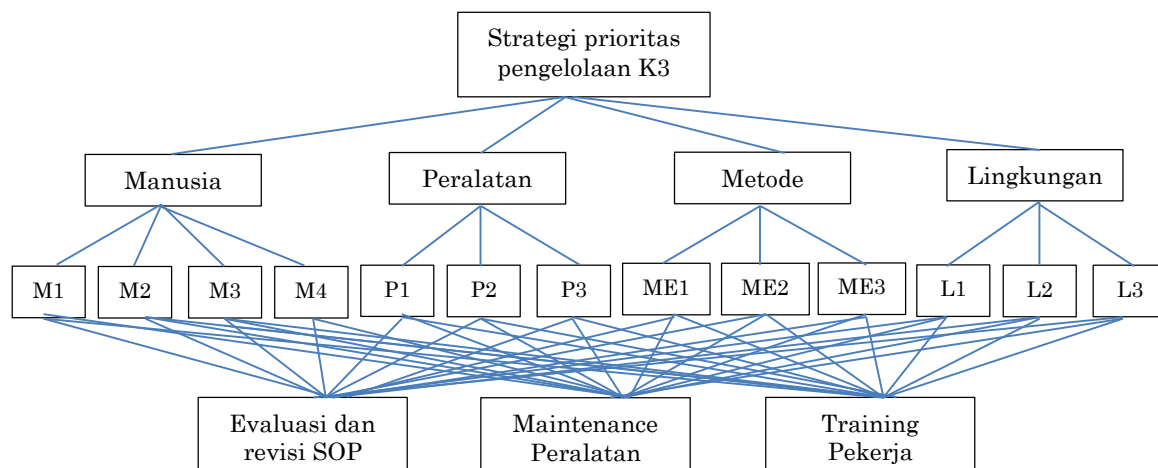 Strategi prioritas
pengelolaan K3
Manusia
Peralatan
Metode
Lingkungan
M1
M2
M3
M4
P1
P2
P3
ME1
ME2
ME3
L1
L2
L3
Evaluasi dan
revisi SOP
Maintenance
Peralatan
Training
Pekerja